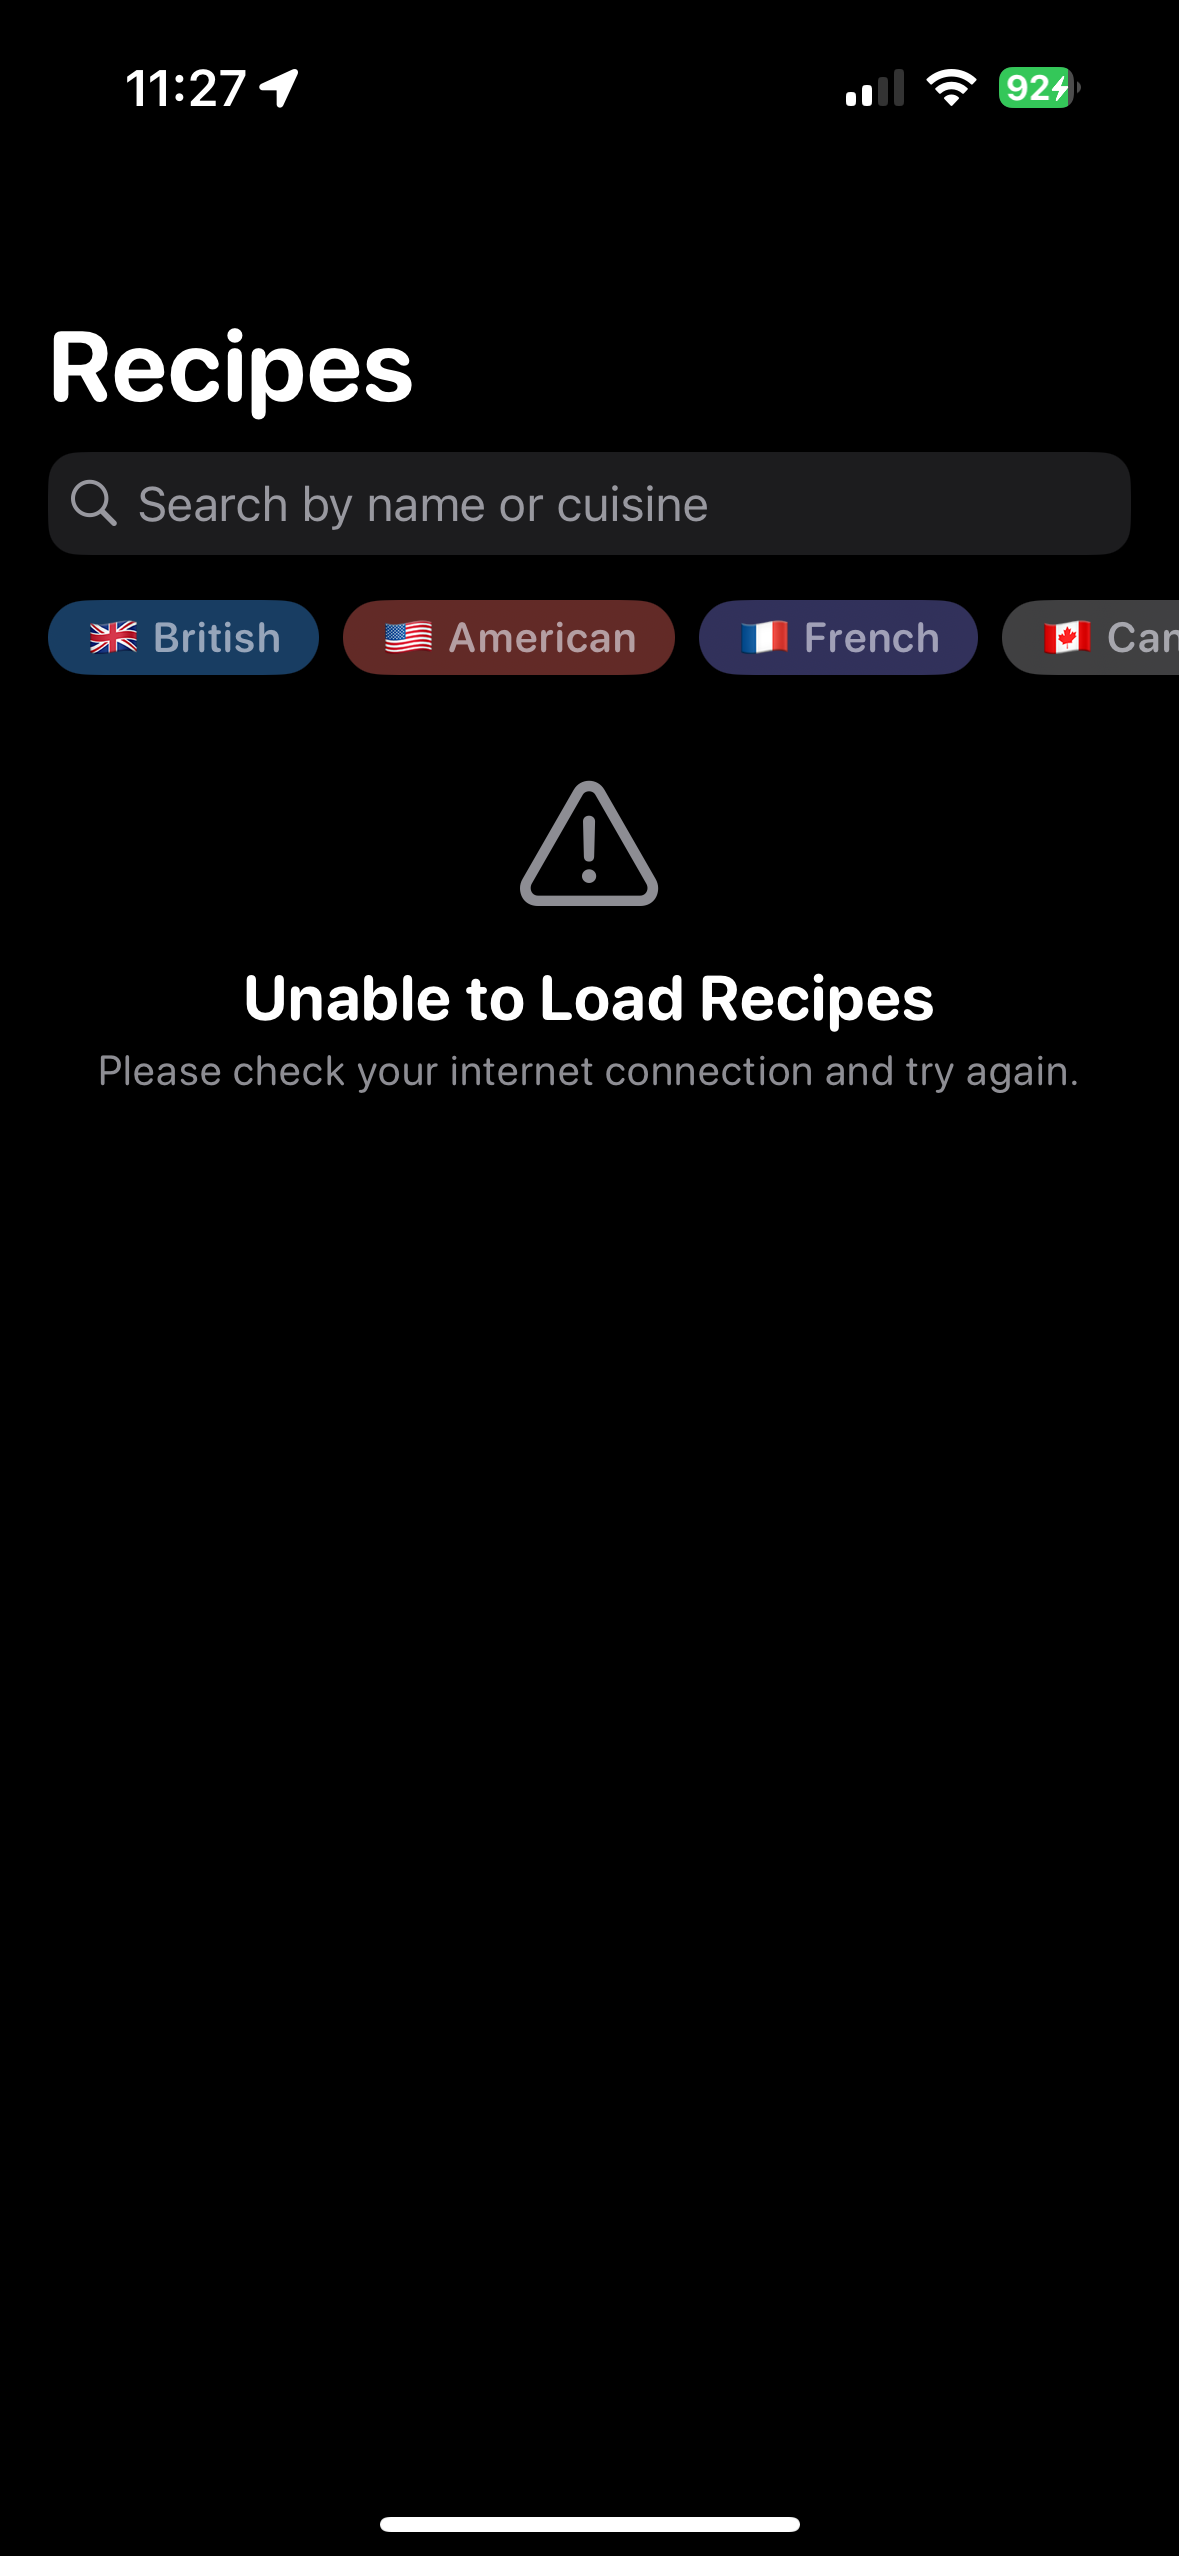 11:27
92
Recipes
Search by name or cuisine
🇬🇧 British 🇺🇸 American 🇫🇷 French 🇨🇦 Can
Unable to Load Recipes
Please check your internet connection and try again.